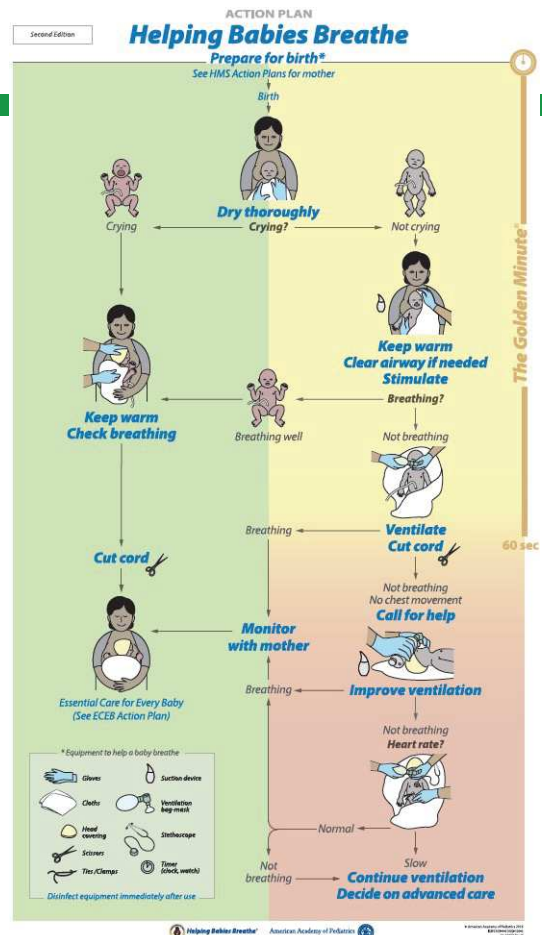 ACTION PLAN
Second Edition
Helping Babies Breathe
Prepare for birth*
See HMS Action Plans for mother
Birth
Dry thoroughly
Crying
Crying?
Not crying
The Golden Minute®
Keep warm
Clear airway if needed
Stimulate
Breathing?
Keep warm
Check breathing
Breathing well
Not breathing
Breathing
Ventilate
Cut cord
60 sec
Cut cord
Not breathing
No chest movement
Call for help
Monitor
with mother
Breathing
Improve ventilation
Essential Care for Every Baby
(See ECEB Action Plan)
Not breathing
Heart rate?
* Equipment to help a baby breathe
Gloves
Suction device
Cloths
Ventilation
bag-mask
Head
covering
Stethoscope
Scissors
Ties/Clamps
Timer
(clock, watch)
Disinfect equipment immediately after use
Normal
Slow
Not
breathing
Continue ventilation
Decide on advanced care
Helping Babies Breathe®
American Academy of Pediatrics